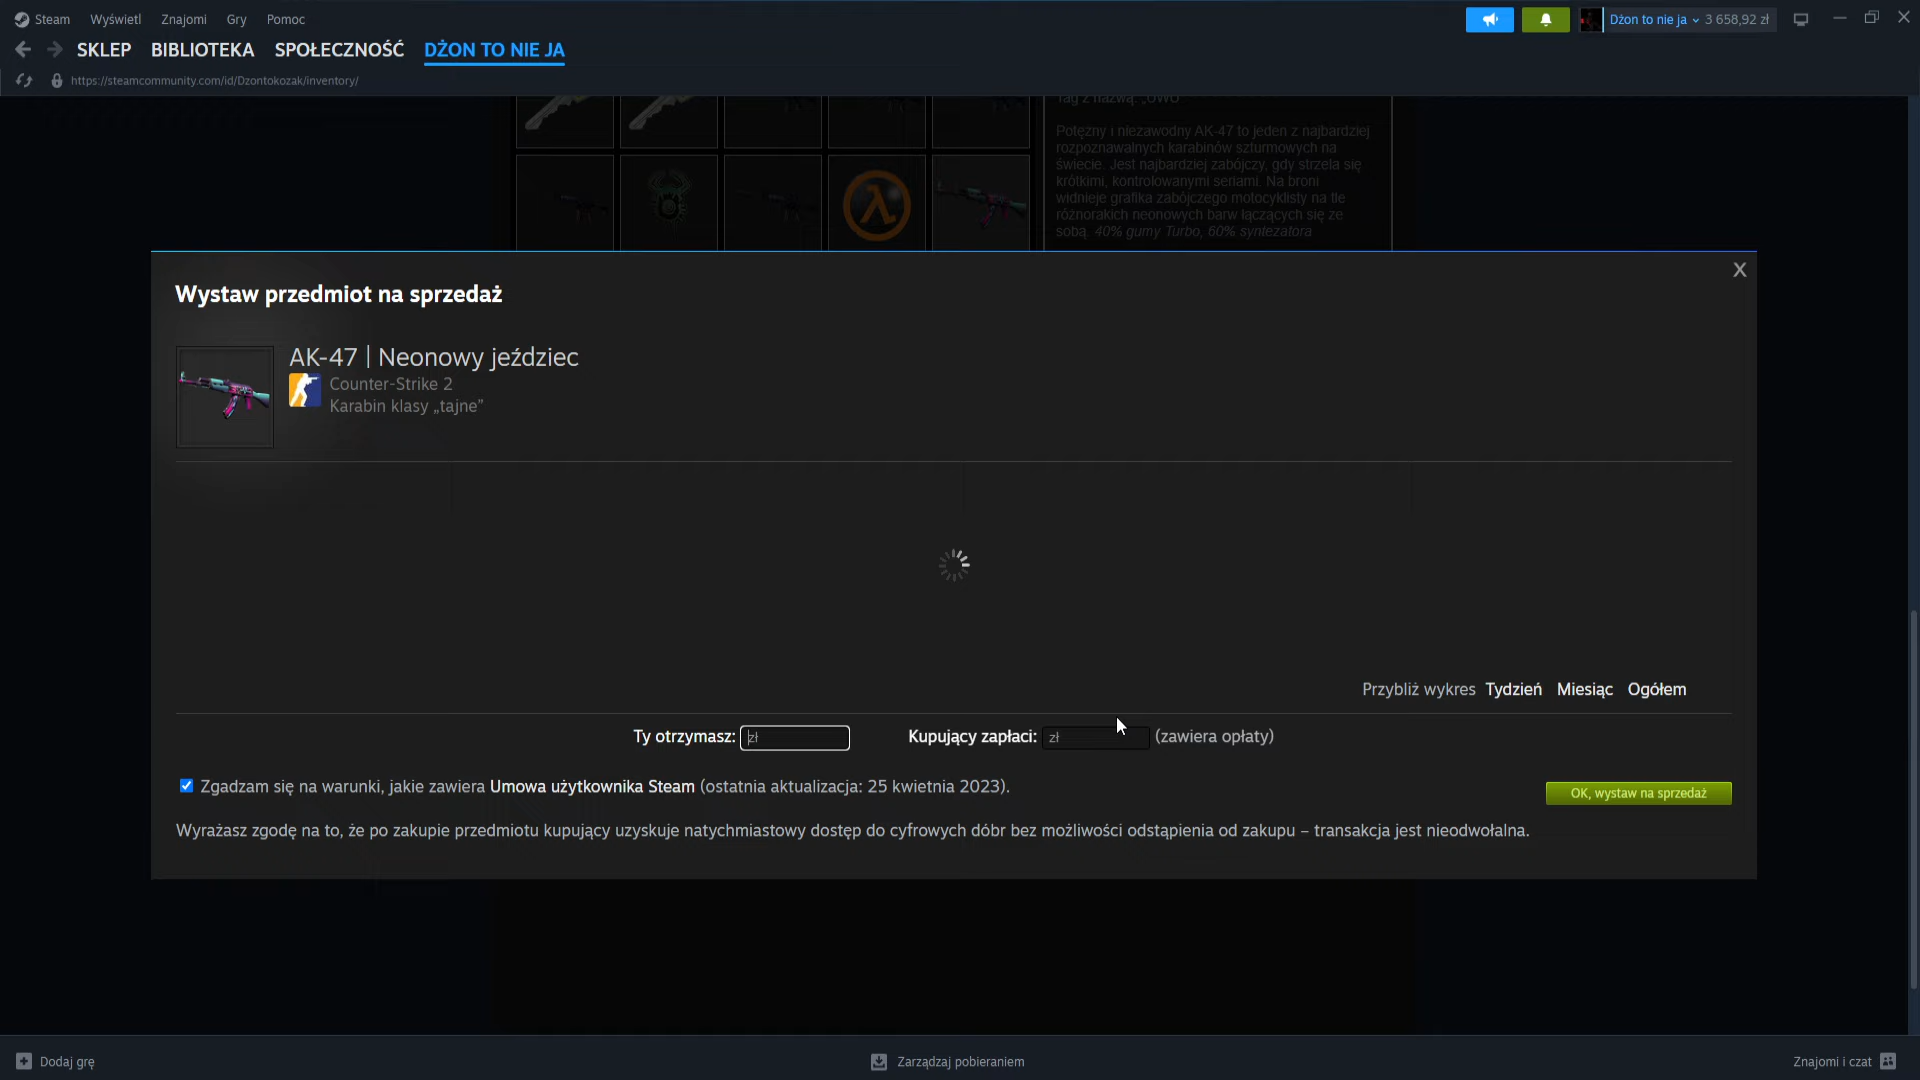 Steam Wyświetl Znajomi Gry Pomoc
Dżon to nie ja 3 658,92 zł
SKLEP BIBLIOTEKA SPOŁECZNOŚĆ DŻON TO NIE JA
https://steamcommunity.com/id/Dzontokozak/inventory/
Tag z nazwą: „UWU"
Potężny i niezawodny AK-47 to jeden z najbardziej
rozpoznawalnych karabinów szturmowych na
świecie. Jest najbardziej zabójczy, gdy strzela się
krótkimi, kontrolowanymi seriami. Na broni
widnieje grafika zabójczego motocyklisty na tle
różnorakich neonowych barw łączących się ze
sobą. 40% gumy Turbo, 60% syntezatora
X
Wystaw przedmiot na sprzedaż
AK-47 | Neonowy jeździec
Counter-Strike 2
Karabin klasy „tajne”
Przybliż wykres Tydzień Miesiąc Ogółem
Ty otrzymasz: zł Kupujący zapłaci: zł (zawiera opłaty)
Zgadzam się na warunki, jakie zawiera Umowa użytkownika Steam (ostatnia aktualizacja: 25 kwietnia 2023).
OK, wystaw na sprzedaż
Wyrażasz zgodę na to, że po zakupie przedmiotu kupujący uzyskuje natychmiastowy dostęp do cyfrowych dóbr bez możliwości odstąpienia od zakupu – transakcja jest nieodwołalna.
Dodaj grę
Zarządzaj pobieraniem
Znajomi i czat